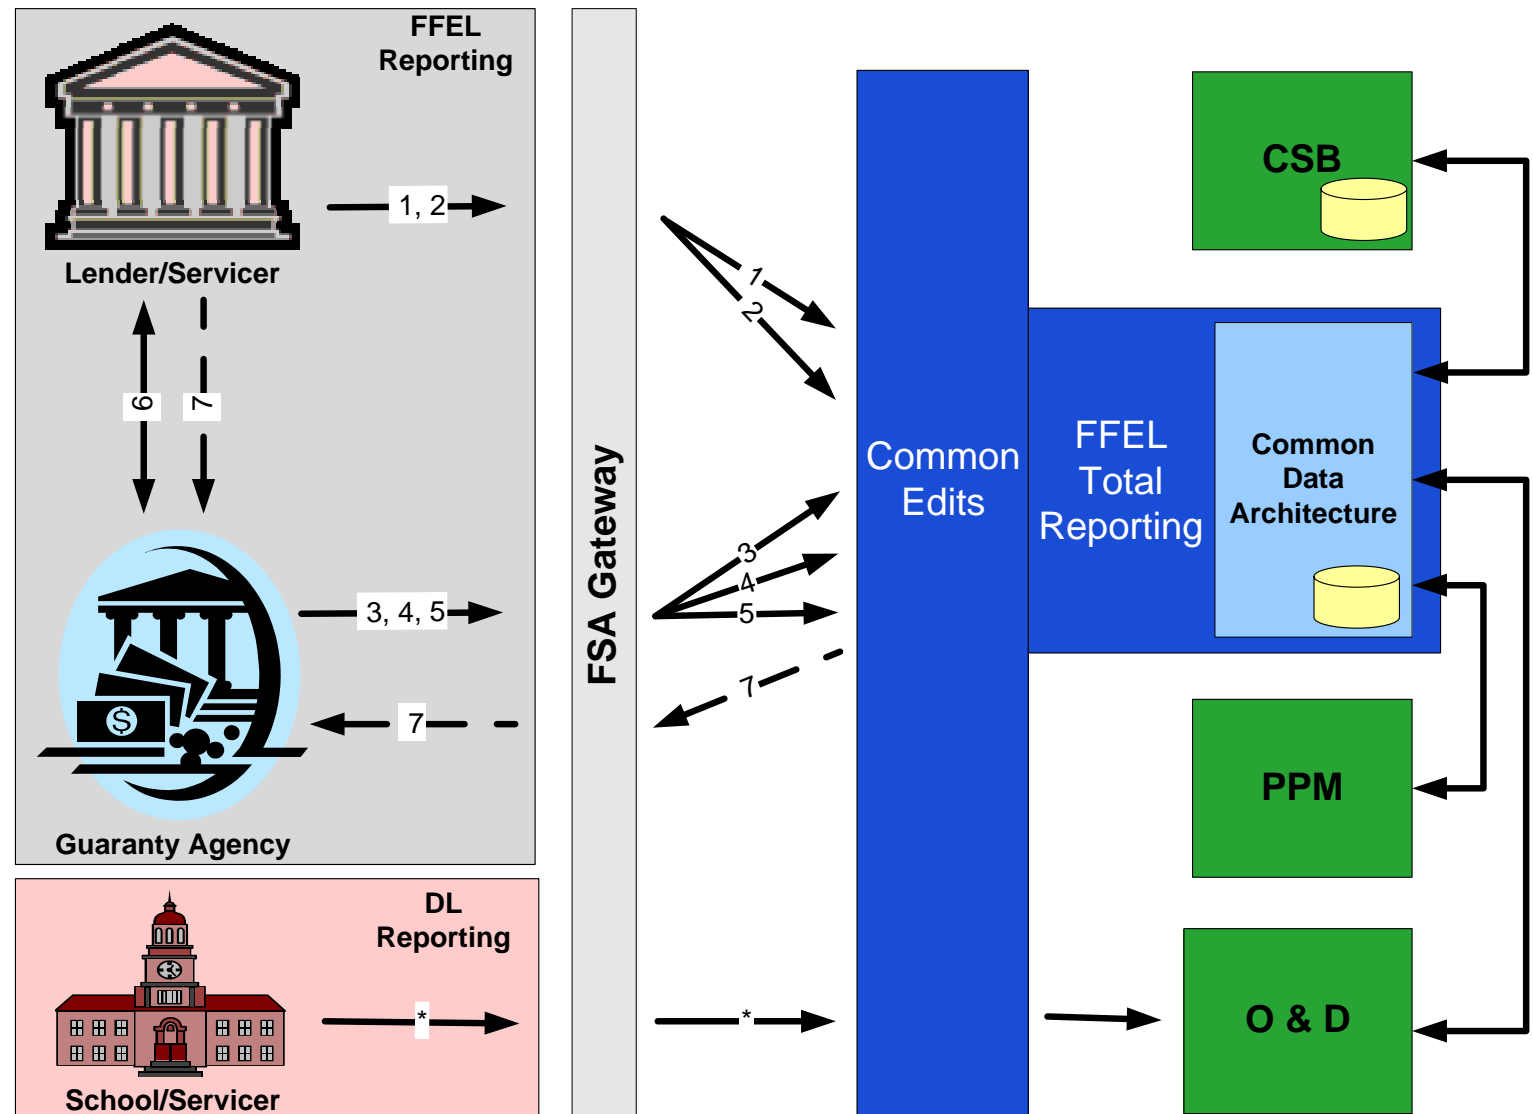 FFEL
Reporting
1, 2
Lender/Servicer
6
7
3, 4, 5
7
$
Guaranty Agency
DL
Reporting
*
School/Servicer
FSA Gateway
1
2
3
4
5
7
*
Common
Edits
FFEL
Total
Reporting
Common
Data
Architecture
CSB
PPM
O & D